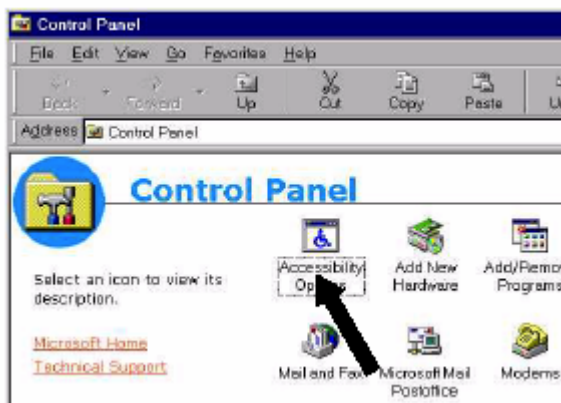 Control Panel
File Edit View Go Favorites Help
Back Forward Up Cut Copy Paste
Address Control Panel
Control Panel
Select an icon to view its
description.
Microsoft Home
Technical Support
Accessibility
Add New
Hardware
Add/Remov
Programs
Mail and Fax
Microsoft Mail
Postoffice
Modems